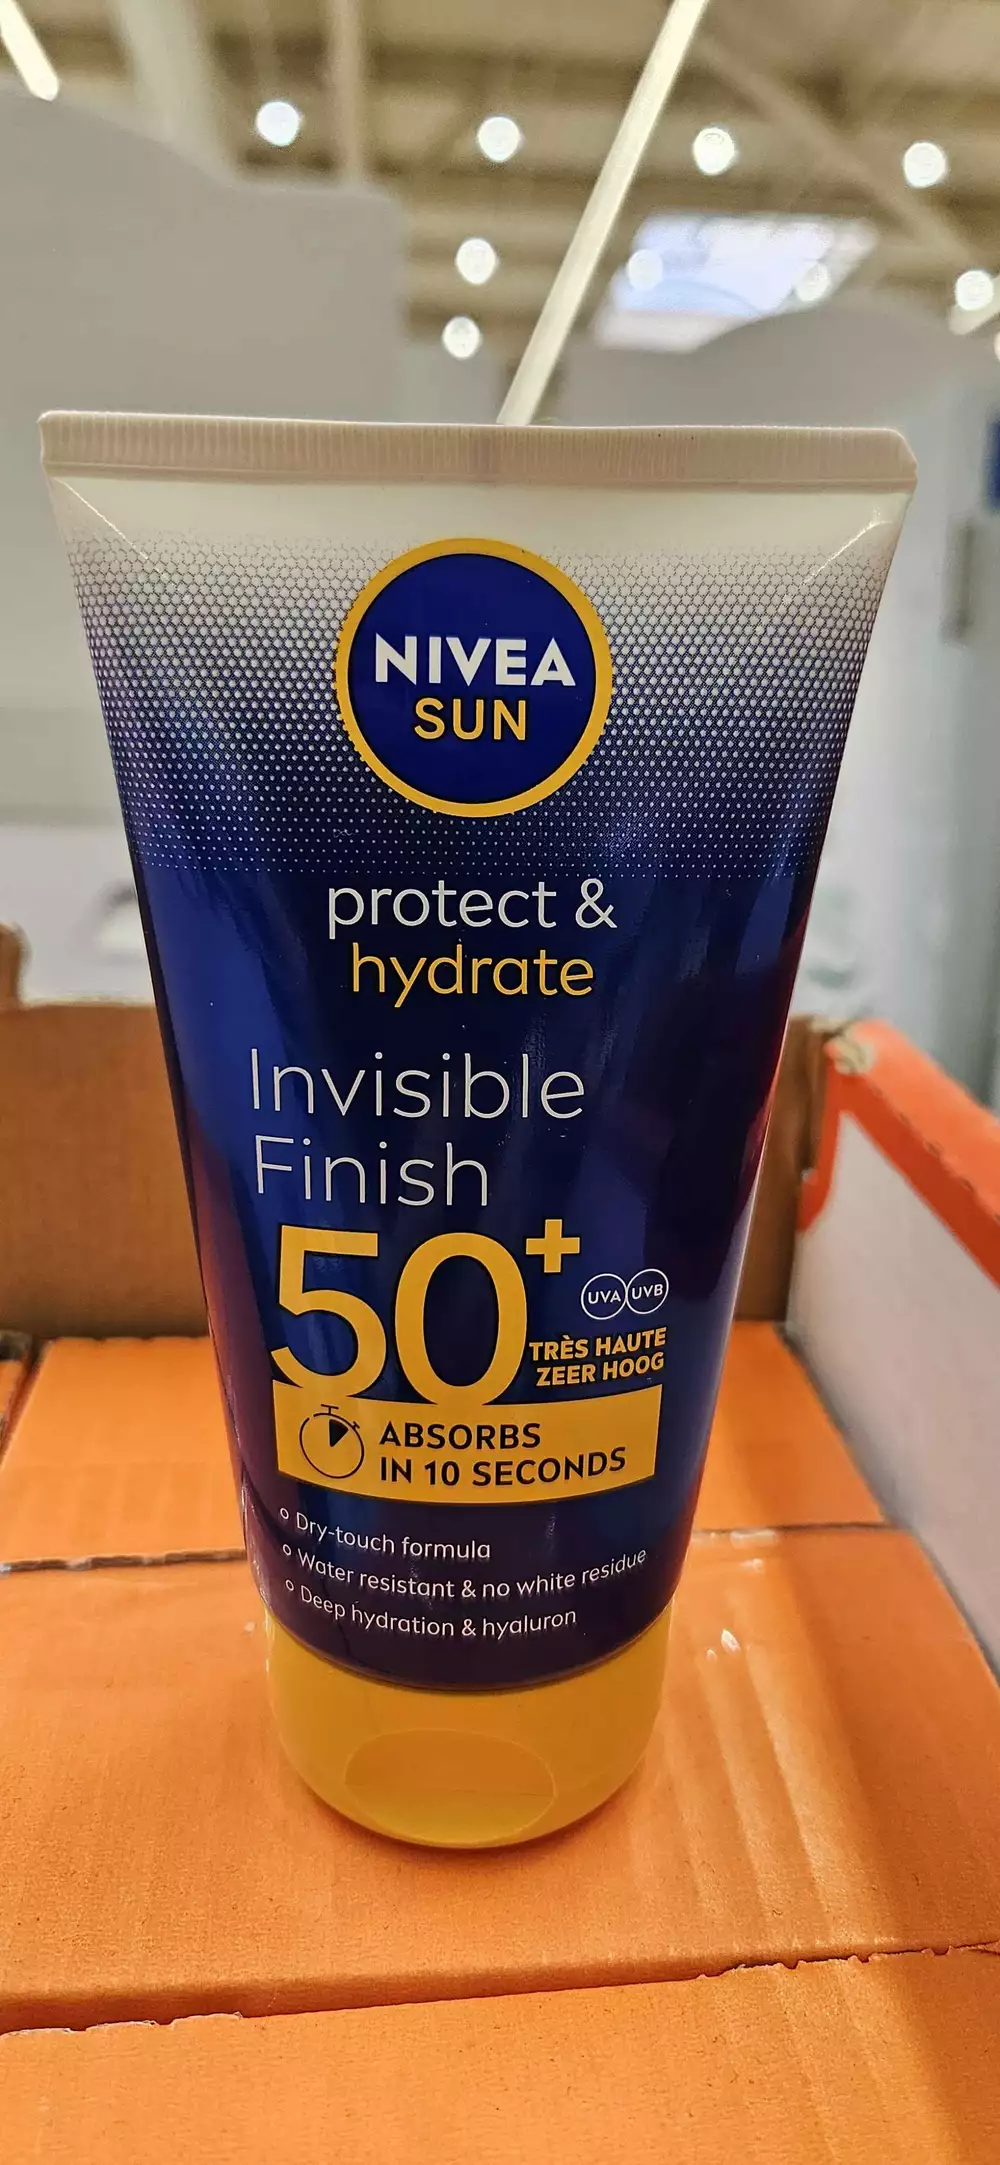 NIVEA
SUN
protect &
hydrate
Invisible
Finish
50+
UVA UVB
TRÈS HAUTE
ZEER HOOG
ABSORBS
IN 10 SECONDS
Dry-touch formula
Water resistant & no white residue
Deep hydration & hyaluron